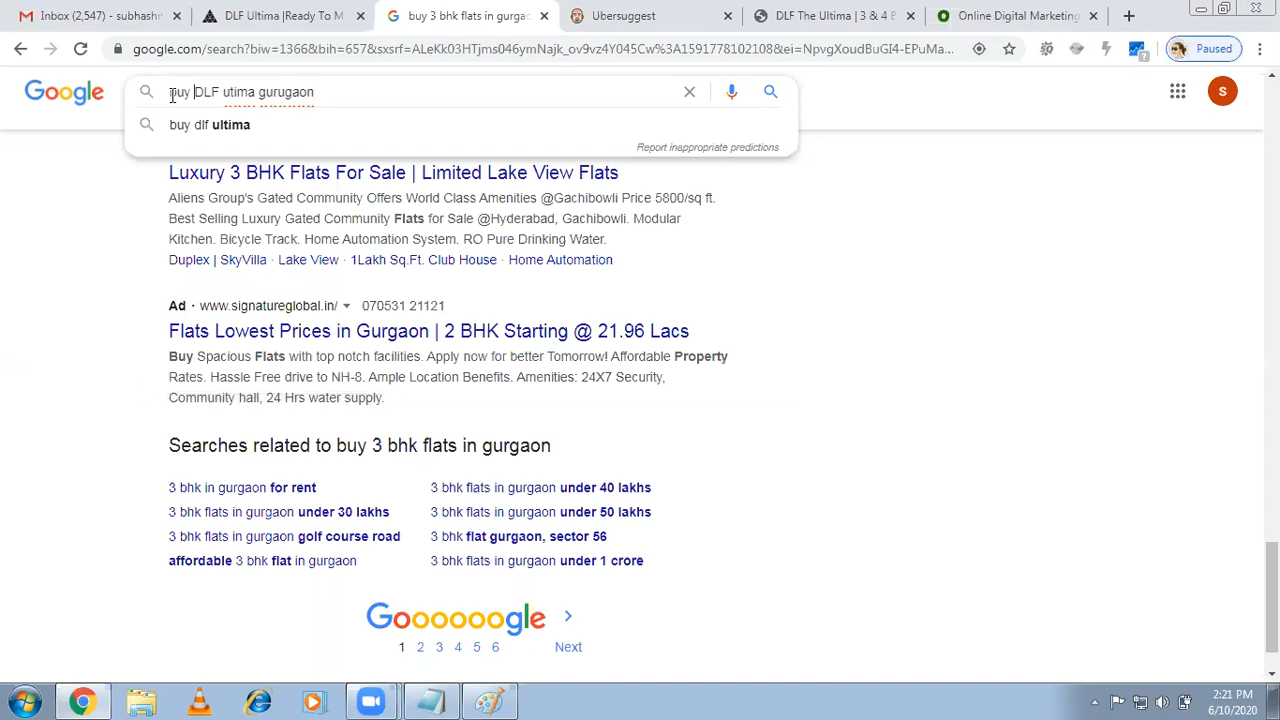 Inbox (2,547) - subhashr
DLF Ultima |Ready To M
buy 3 bhk flats in gurgao
Ubersuggest
DLF The Ultima | 3 & 4 B
Online Digital Marketing
google.com/search?biw=1366&bih=657&sxsrf=ALeKk03HTjms046ymNajk_ov9vz4Y045Cw%3A1591778102108&ei=NpvgXoudBuGI4-EPuMa...
Paused
Google
buy DLF utima gurugaon
S
buy dlf ultima
Report inappropriate predictions
Luxury 3 BHK Flats For Sale | Limited Lake View Flats
Aliens Group's Gated Community Offers World Class Amenities @Gachibowli Price 5800/sq ft.
Best Selling Luxury Gated Community Flats for Sale @Hyderabad, Gachibowli. Modular
Kitchen. Bicycle Track. Home Automation System. RO Pure Drinking Water.
Duplex | SkyVilla · Lake View · 1Lakh Sq.Ft. Club House · Home Automation
Ad · www.signatureglobal.in/ 070531 21121
Flats Lowest Prices in Gurgaon | 2 BHK Starting @ 21.96 Lacs
Buy Spacious Flats with top notch facilities. Apply now for better Tomorrow! Affordable Property
Rates. Hassle Free drive to NH-8. Ample Location Benefits. Amenities: 24X7 Security,
Community hall, 24 Hrs water supply.
Searches related to buy 3 bhk flats in gurgaon
3 bhk in gurgaon for rent
3 bhk flats in gurgaon under 40 lakhs
3 bhk flats in gurgaon under 30 lakhs
3 bhk flats in gurgaon under 50 lakhs
3 bhk flats in gurgaon golf course road
3 bhk flat gurgaon, sector 56
affordable 3 bhk flat in gurgaon
3 bhk flats in gurgaon under 1 crore
Goooooogle
1 2 3 4 5 6 Next
2:21 PM
6/10/2020